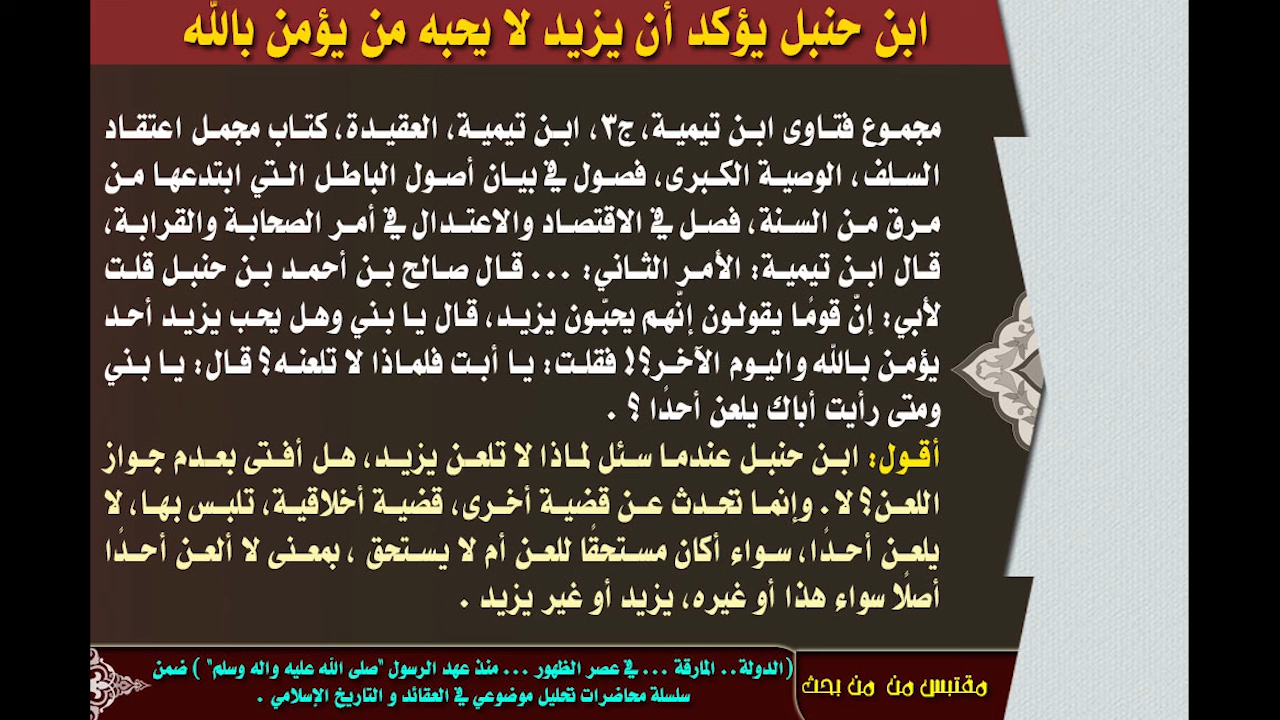 ابن حنبل يؤكد أن يزيد لا يحبه من يؤمن بالله
مجموع فتاوى ابن تيمية، ج٣، ابن تيمية، العقيدة، كتاب مجمل اعتقاد
السلف، الوصية الكبرى، فصول في بيان أصول الباطل التي ابتدعها من
مرق من السنة، فصل في الاقتصاد والاعتدال في أمر الصحابة والقرابة،
قال ابن تيمية: الأمر الثاني: ... قال صالح بن أحمد بن حنبل قلت
لأبي: إنّ قومًا يقولون إنّهم يحبّون يزيد، قال يا بني وهل يحب يزيد أحد
يؤمن بالله واليوم الآخر؟! فقلت: يا أبت فلماذا لا تلعنه؟ قال: يا بني
ومتى رأيت أباك يلعن أحدًا ؟ .
أقول: ابن حنبل عندما سئل لماذا لا تلعن يزيد، هل أفتى بعدم جواز
اللعن؟ لا. وإنما تحدث عن قضية أخرى، قضية أخلاقية، تلبس بها، لا
يلعن أحدًا، سواء أكان مستحقًا للعن أم لا يستحق ، بمعنى لا ألعن أحدًا
أصلًا سواء هذا أو غيره، يزيد أو غير يزيد .
مقتبس من من بحث
(الدولة.. المارقة ... في عصر الظهور ... منذ عهد الرسول "صلى الله عليه واله وسلم" ) ضمن
سلسلة محاضرات تحليل موضوعي في العقائد و التاريخ الإسلامي .